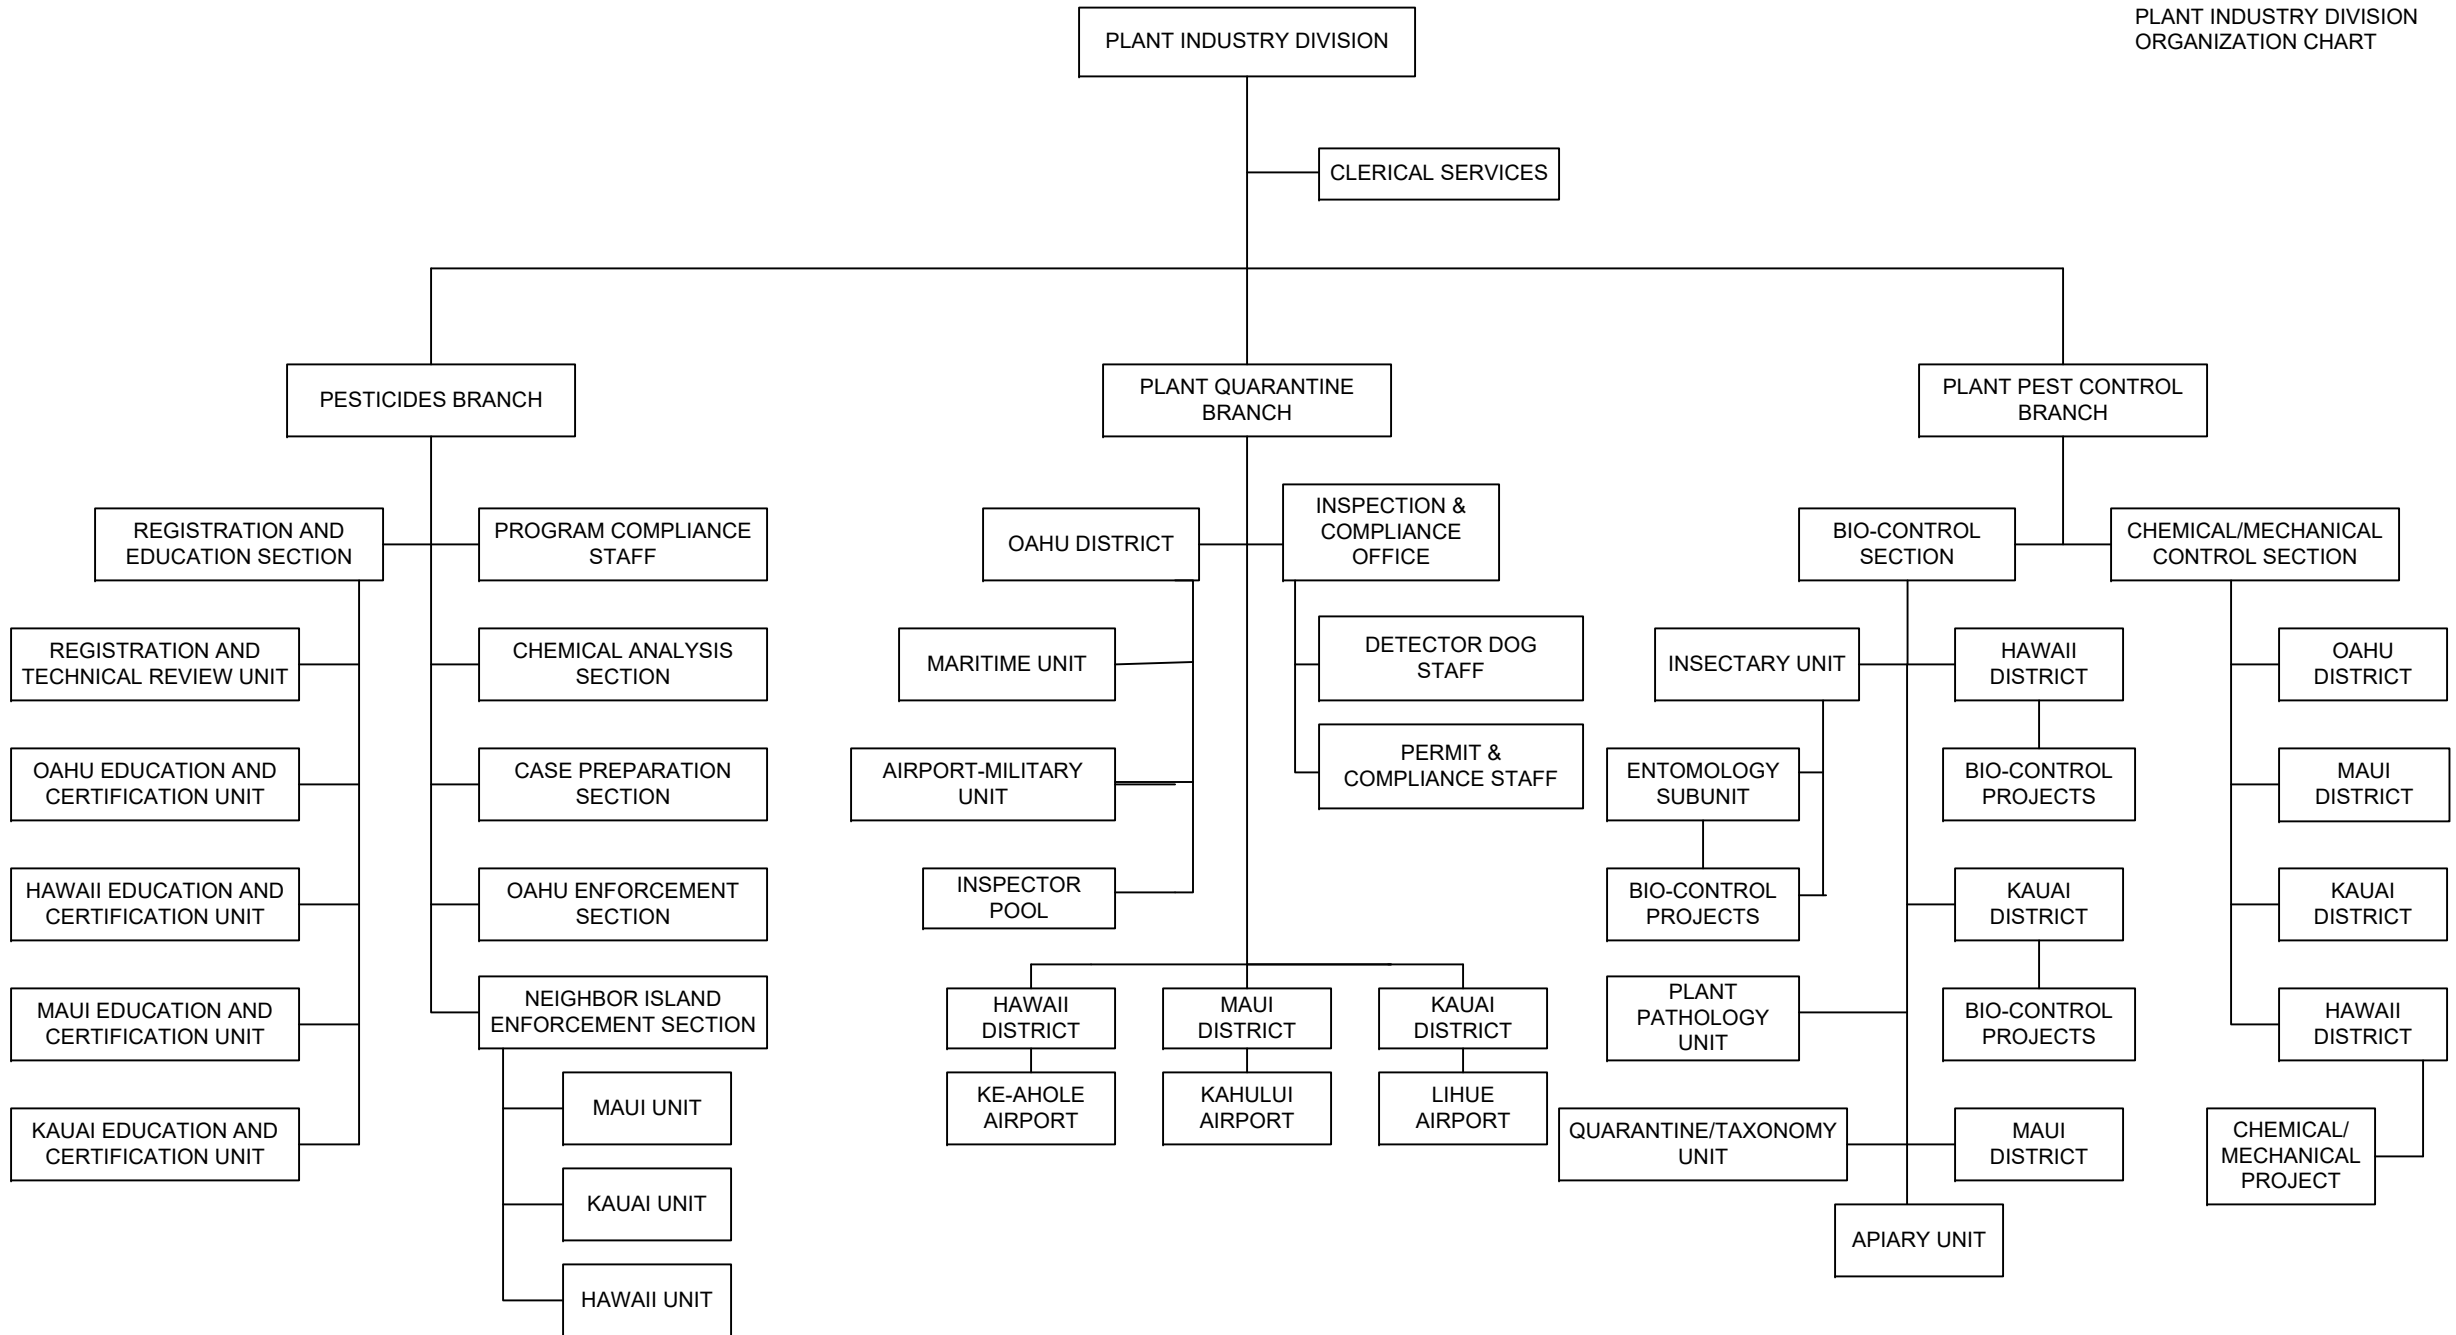 PLANT INDUSTRY DIVISION
ORGANIZATION CHART
PLANT INDUSTRY DIVISION
CLERICAL SERVICES
PESTICIDES BRANCH
PLANT QUARANTINE
BRANCH
PLANT PEST CONTROL
BRANCH
REGISTRATION AND
EDUCATION SECTION
REGISTRATION AND
TECHNICAL REVIEW UNIT
OAHU EDUCATION AND
CERTIFICATION UNIT
HAWAII EDUCATION AND
CERTIFICATION UNIT
MAUI EDUCATION AND
CERTIFICATION UNIT
KAUAI EDUCATION AND
CERTIFICATION UNIT
PROGRAM COMPLIANCE
STAFF
CHEMICAL ANALYSIS
SECTION
CASE PREPARATION
SECTION
OAHU ENFORCEMENT
SECTION
NEIGHBOR ISLAND
ENFORCEMENT SECTION
MAUI UNIT
KAUAI UNIT
HAWAII UNIT
OAHU DISTRICT
MARITIME UNIT
AIRPORT-MILITARY
UNIT
INSPECTOR
POOL
INSPECTION &
COMPLIANCE
OFFICE
DETECTOR DOG
STAFF
PERMIT &
COMPLIANCE STAFF
HAWAII
DISTRICT
KE-AHOLE
AIRPORT
MAUI
DISTRICT
KAHULUI
AIRPORT
KAUAI
DISTRICT
LIHUE
AIRPORT
BIO-CONTROL
SECTION
INSECTARY UNIT
ENTOMOLOGY
SUBUNIT
BIO-CONTROL
PROJECTS
PLANT
PATHOLOGY
UNIT
QUARANTINE/TAXONOMY
UNIT
HAWAII
DISTRICT
BIO-CONTROL
PROJECTS
KAUAI
DISTRICT
BIO-CONTROL
PROJECTS
MAUI
DISTRICT
APIARY UNIT
CHEMICAL/MECHANICAL
CONTROL SECTION
OAHU
DISTRICT
MAUI
DISTRICT
KAUAI
DISTRICT
HAWAII
DISTRICT
CHEMICAL/
MECHANICAL
PROJECT